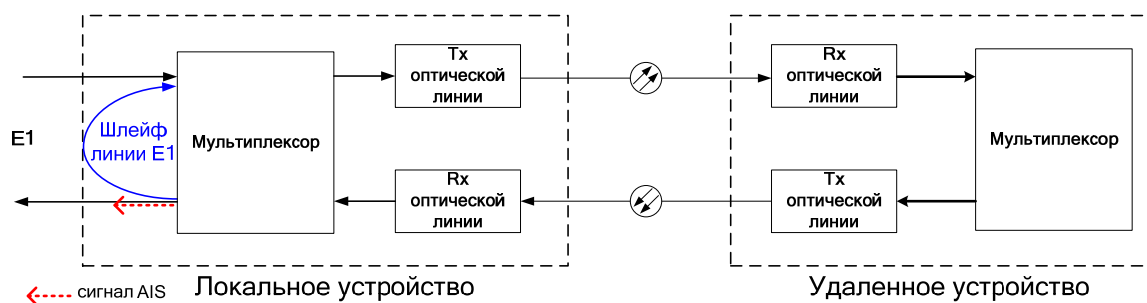 E1
Шлейф
линии E1
Мультиплексор
Tx
оптической
линии
Rx
оптической
линии
Rx
оптической
линии
Tx
оптической
линии
Мультиплексор
сигнал AIS
Локальное устройство
Удаленное устройство